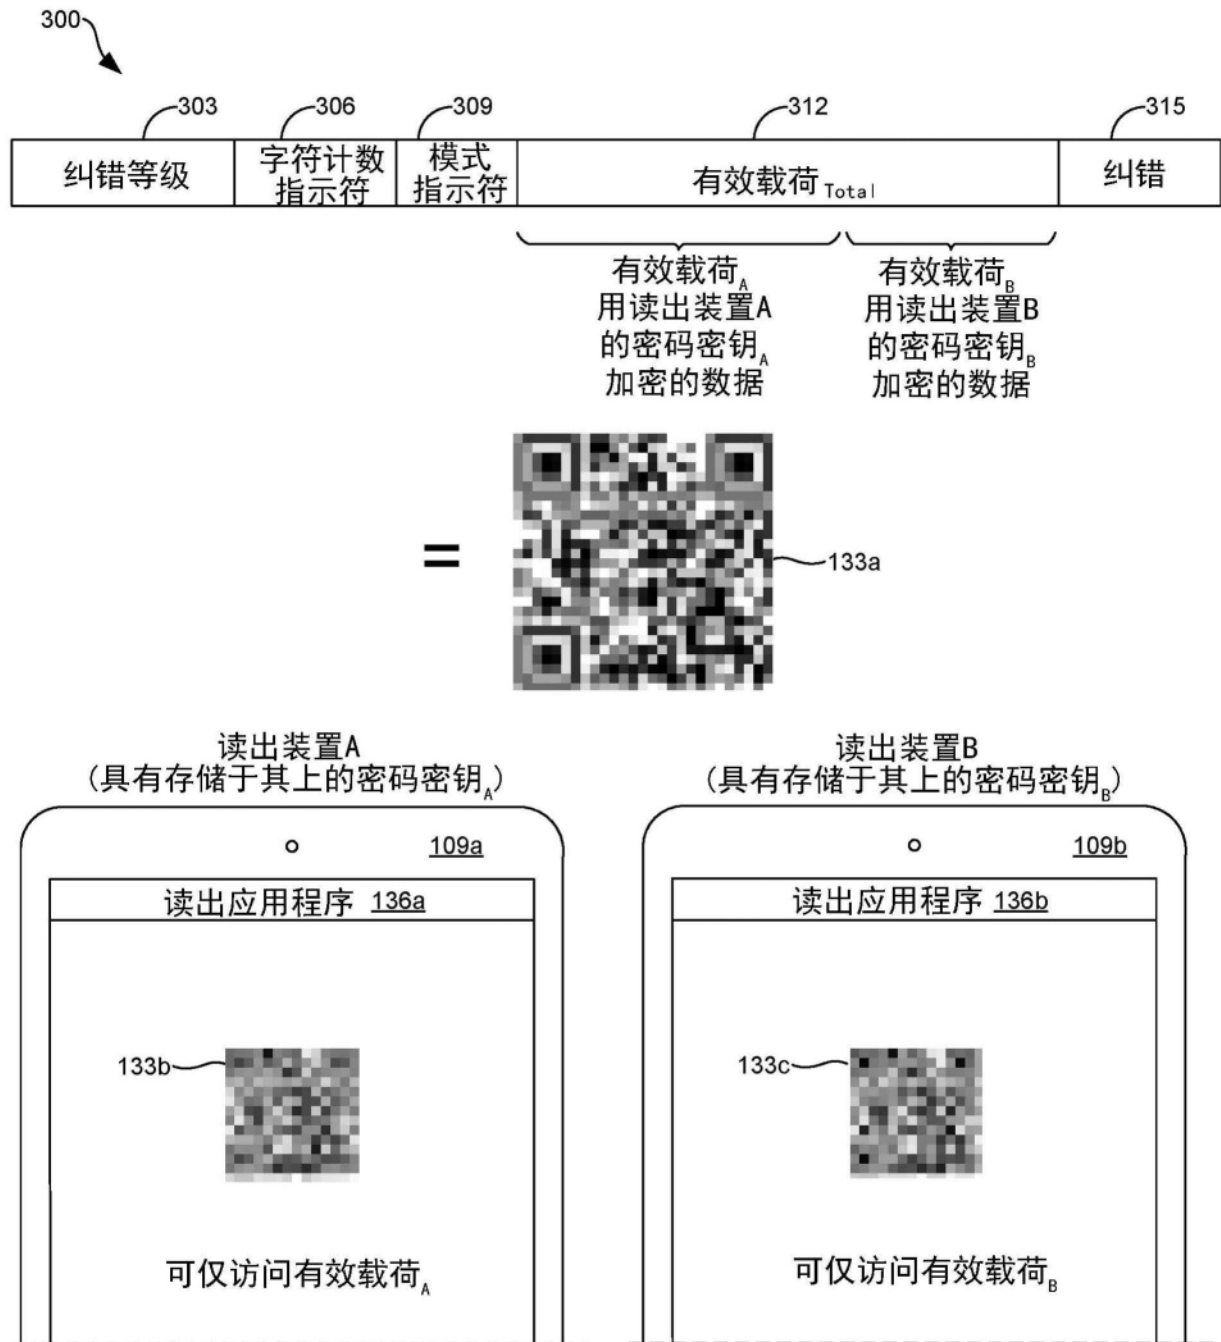 300
303
306
309
312
315
纠错等级
字符计数
指示符
模式
指示符
有效载荷Total
纠错
有效载荷A
用读出装置A
的密码密钥A
加密的数据
有效载荷B
用读出装置B
的密码密钥B
加密的数据
=
133a
读出装置A
(具有存储于其上的密码密钥A)
109a
读出应用程序 136a
133b
可仅访问有效载荷A
读出装置B
(具有存储于其上的密码密钥B)
109b
读出应用程序 136b
133c
可仅访问有效载荷B